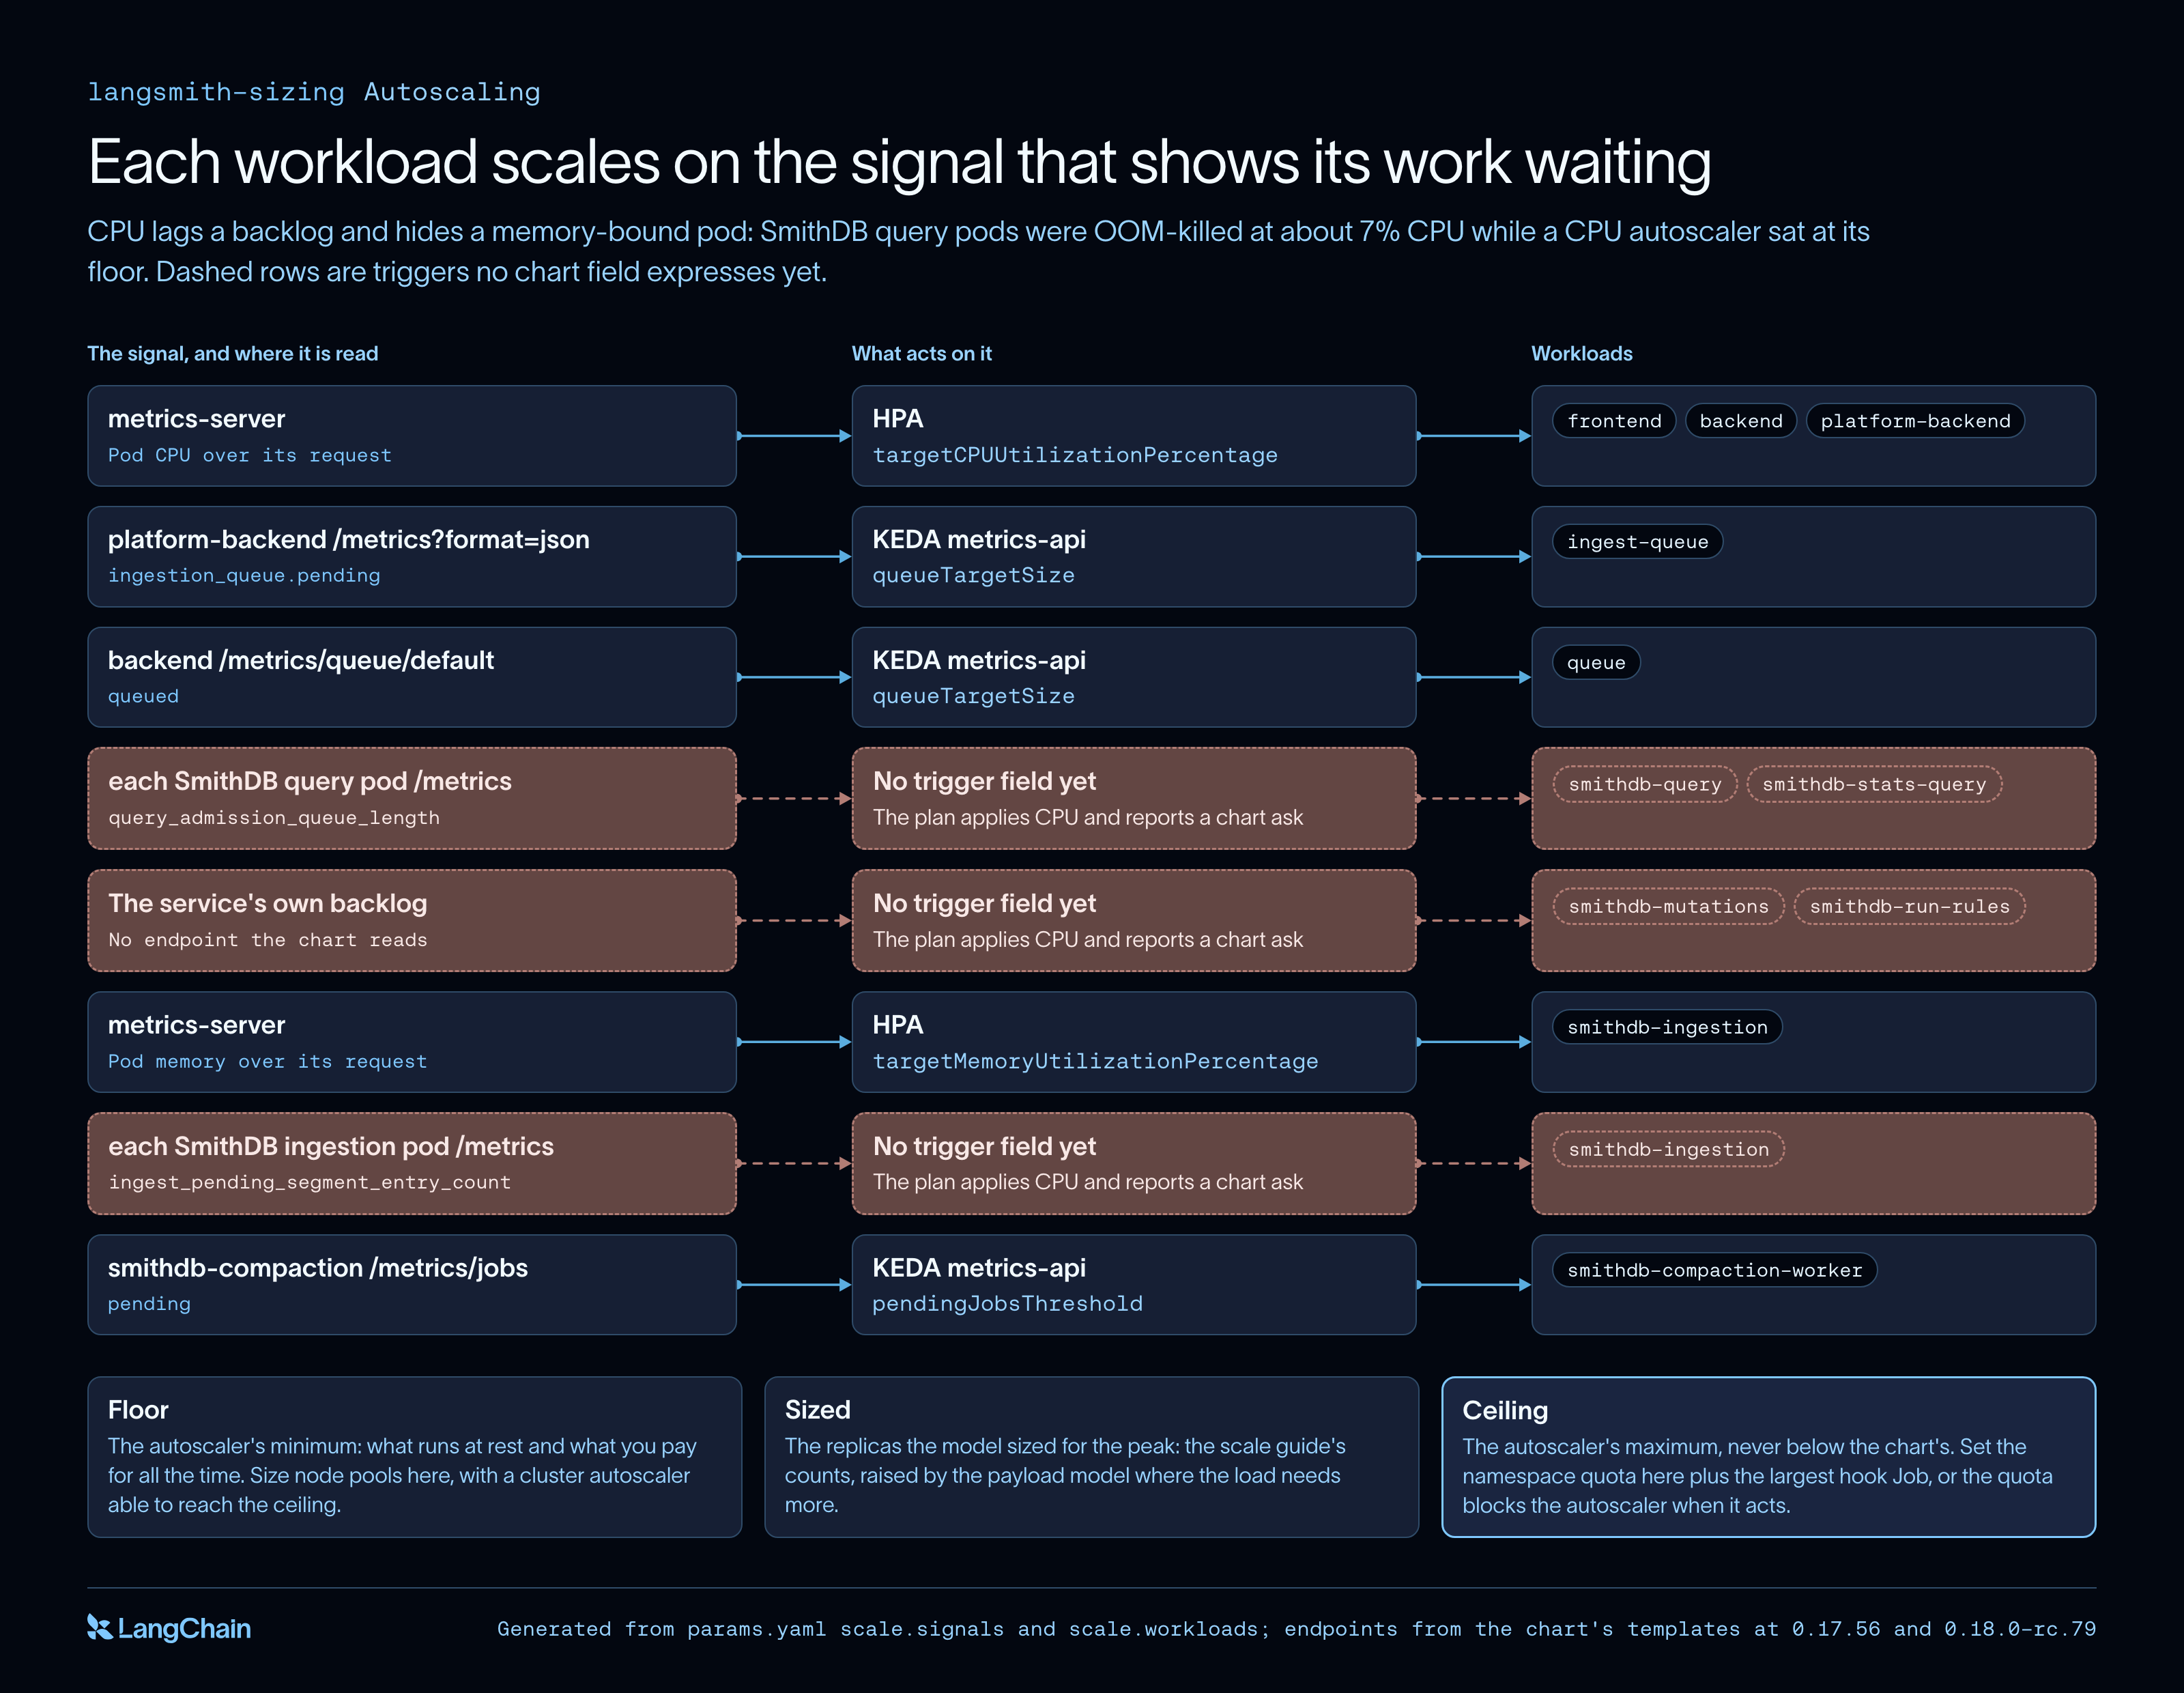 langsmith-sizing Autoscaling
Each workload scales on the signal that shows its work waiting
CPU lags a backlog and hides a memory-bound pod: SmithDB query pods were OOM-killed at about 7% CPU while a CPU autoscaler sat at its
floor. Dashed rows are triggers no chart field expresses yet.
The signal, and where it is read
What acts on it
Workloads
metrics-server
Pod CPU over its request
HPA
targetCPUUtilizationPercentage
frontend
backend
platform-backend
platform-backend /metrics?format=json
ingestion_queue.pending
KEDA metrics-api
queueTargetSize
ingest-queue
backend /metrics/queue/default
queued
KEDA metrics-api
queueTargetSize
queue
each SmithDB query pod /metrics
query_admission_queue_length
No trigger field yet
The plan applies CPU and reports a chart ask
smithdb-query
smithdb-stats-query
The service's own backlog
No endpoint the chart reads
No trigger field yet
The plan applies CPU and reports a chart ask
smithdb-mutations
smithdb-run-rules
metrics-server
Pod memory over its request
HPA
targetMemoryUtilizationPercentage
smithdb-ingestion
each SmithDB ingestion pod /metrics
ingest_pending_segment_entry_count
No trigger field yet
The plan applies CPU and reports a chart ask
smithdb-ingestion
smithdb-compaction /metrics/jobs
pending
KEDA metrics-api
pendingJobsThreshold
smithdb-compaction-worker
Floor
The autoscaler's minimum: what runs at rest and what you pay
for all the time. Size node pools here, with a cluster autoscaler
able to reach the ceiling.
Sized
The replicas the model sized for the peak: the scale guide's
counts, raised by the payload model where the load needs
more.
Ceiling
The autoscaler's maximum, never below the chart's. Set the
namespace quota here plus the largest hook Job, or the quota
blocks the autoscaler when it acts.
LangChain
Generated from params.yaml scale.signals and scale.workloads; endpoints from the chart's templates at 0.17.56 and 0.18.0-rc.79